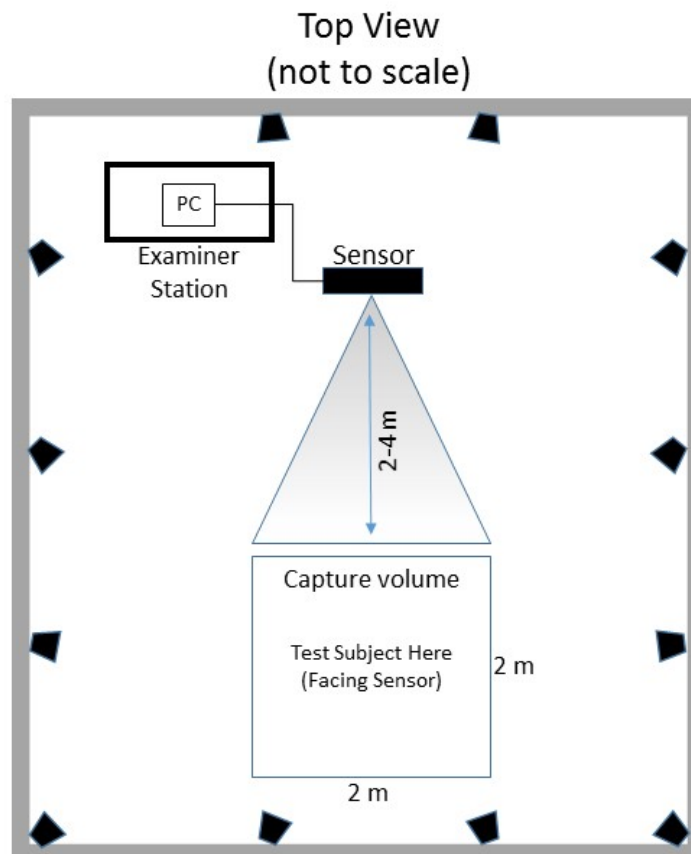 Top View
(not to scale)
PC
Examiner
Station
Sensor
2-4 m
Capture volume
Test Subject Here
(Facing Sensor)
2 m
2 m